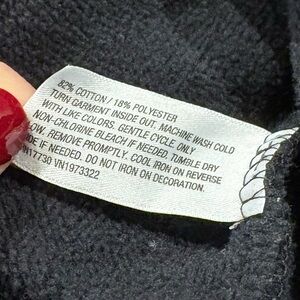 82% COTTON / 18% POLYESTER
TURN GARMENT INSIDE OUT. MACHINE WASH COLD
WITH LIKE COLORS. GENTLE CYCLE. ONLY
NON-CHLORINE BLEACH IF NEEDED. TUMBLE DRY
LOW. REMOVE PROMPTLY. COOL IRON ON REVERSE
DE IF NEEDED. DO NOT IRON ON DECORATION.
17730 VN1973322